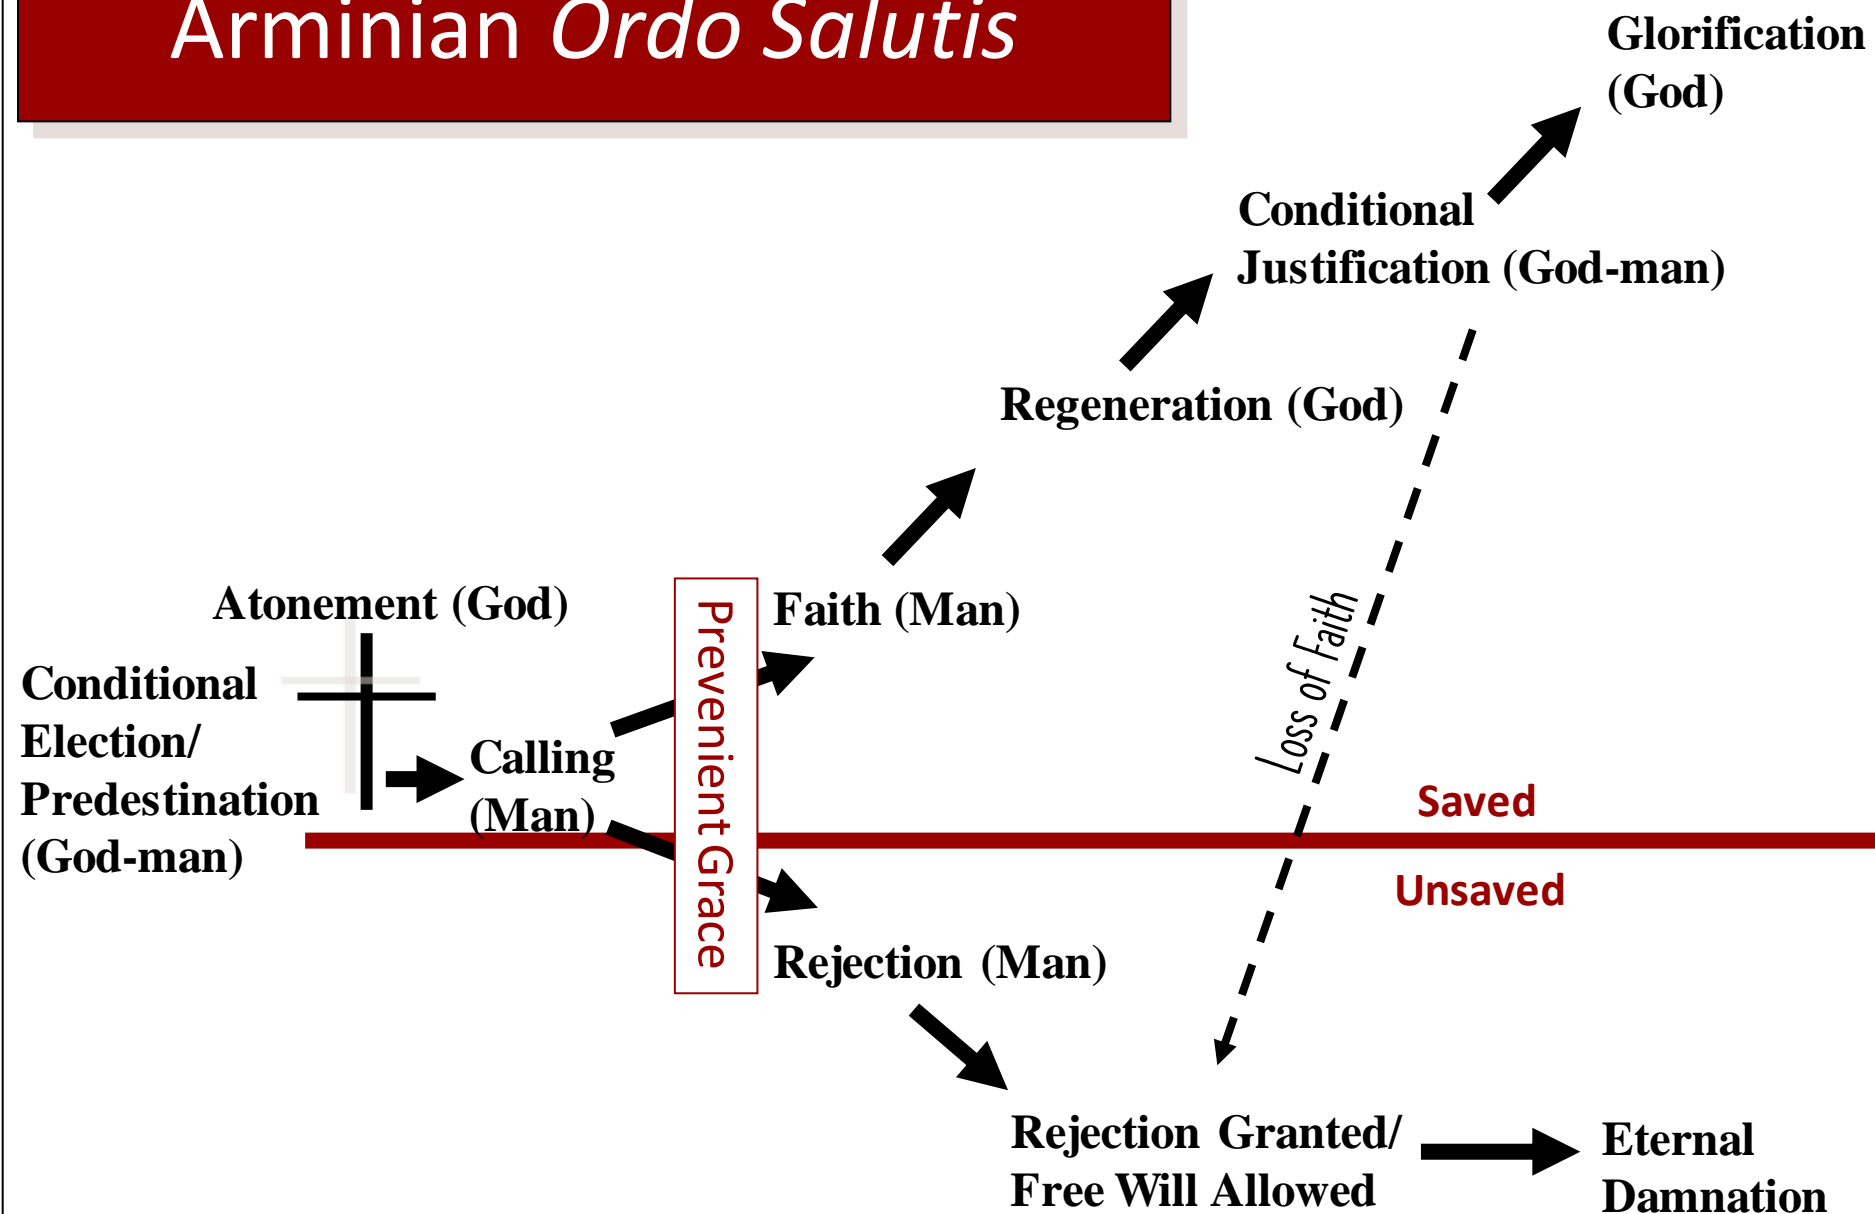 Arminian Ordo Salutis
Glorification
(God)
Conditional
Justification (God-man)
Regeneration (God)
Atonement (God)
Faith (Man)
Prevenient Grace
Loss of Faith
Conditional
Election/
Predestination
(God-man)
Calling
(Man)
Saved
Unsaved
Rejection (Man)
Rejection Granted/
Free Will Allowed
Eternal
Damnation